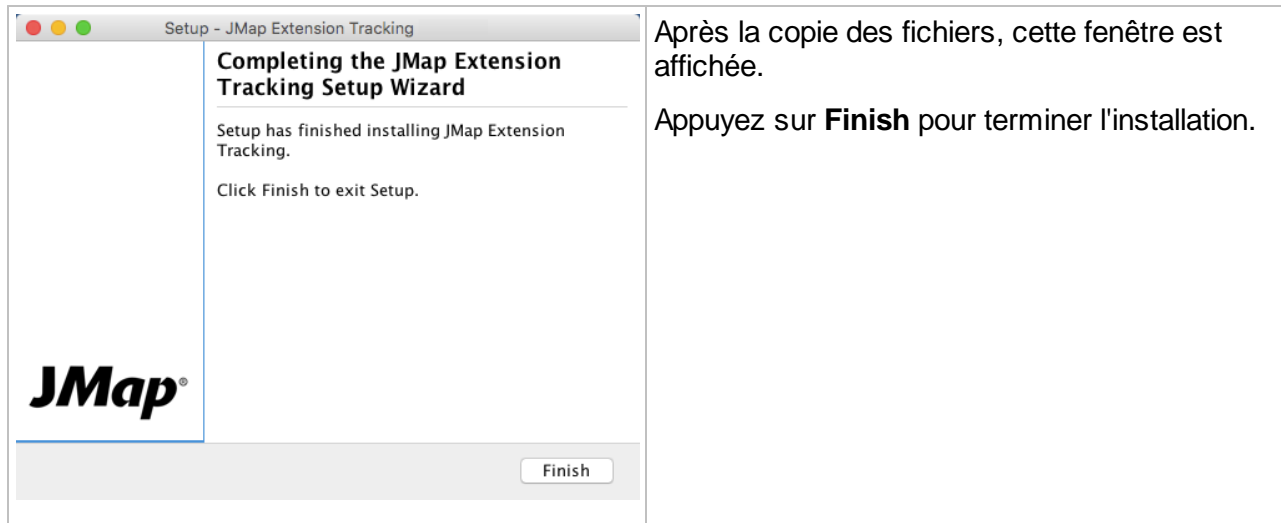 Setup - JMap Extension Tracking
Completing the JMap Extension
Tracking Setup Wizard
Setup has finished installing JMap Extension
Tracking.
Click Finish to exit Setup.
JMap®
Finish
Après la copie des fichiers, cette fenêtre est
affichée.
Appuyez sur Finish pour terminer l'installation.